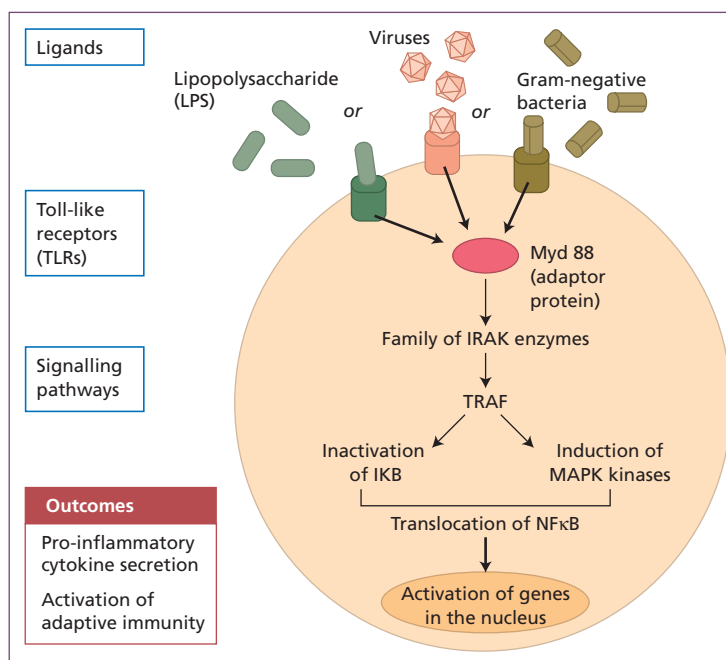 Ligands
Viruses
Lipopolysaccharide
(LPS)
or
or
Gram-negative
bacteria
Toll-like
receptors
(TLRs)
Myd 88
(adaptor
protein)
Family of IRAK enzymes
Signalling
pathways
TRAF
Inactivation
of IKB
Induction of
MAPK kinases
Outcomes
Pro-inflammatory
cytokine secretion
Activation of
adaptive immunity
Translocation of NFκB
Activation of genes
in the nucleus